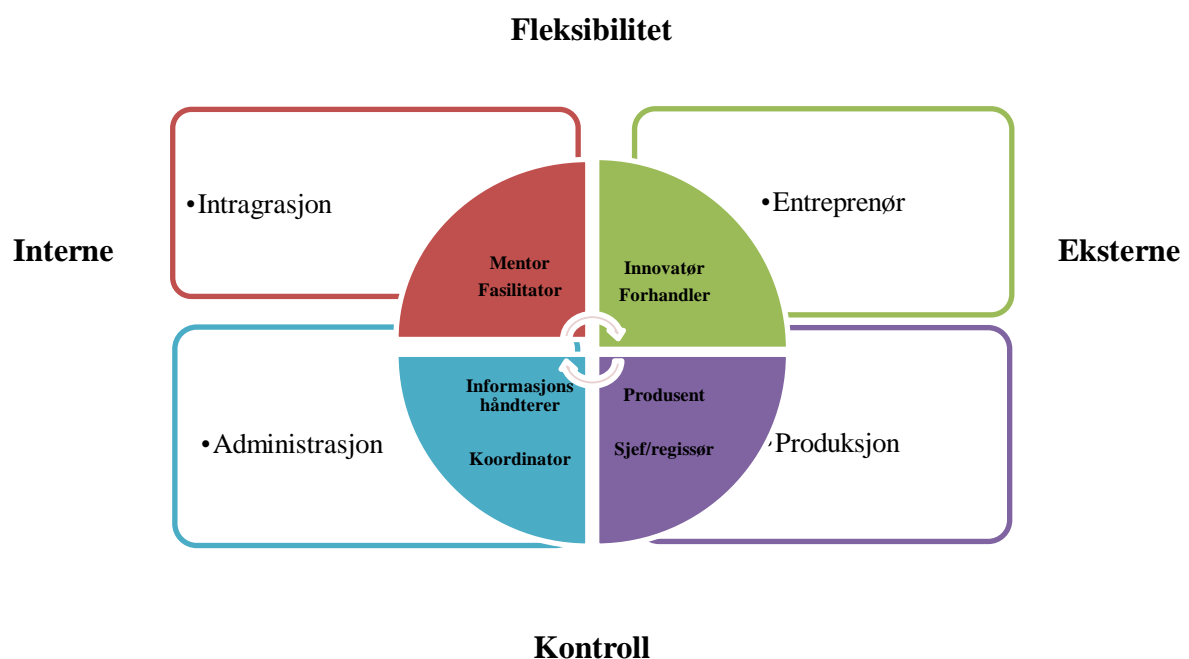 Fleksibilitet
•Intragrasjon
•Entreprenør
Interne
Eksterne
Mentor
Fasilitator
Innovatør
Forhandler
Informasjons
håndterer
Koordinator
Produsent
Sjef/regissør
•Administrasjon
•Produksjon
Kontroll